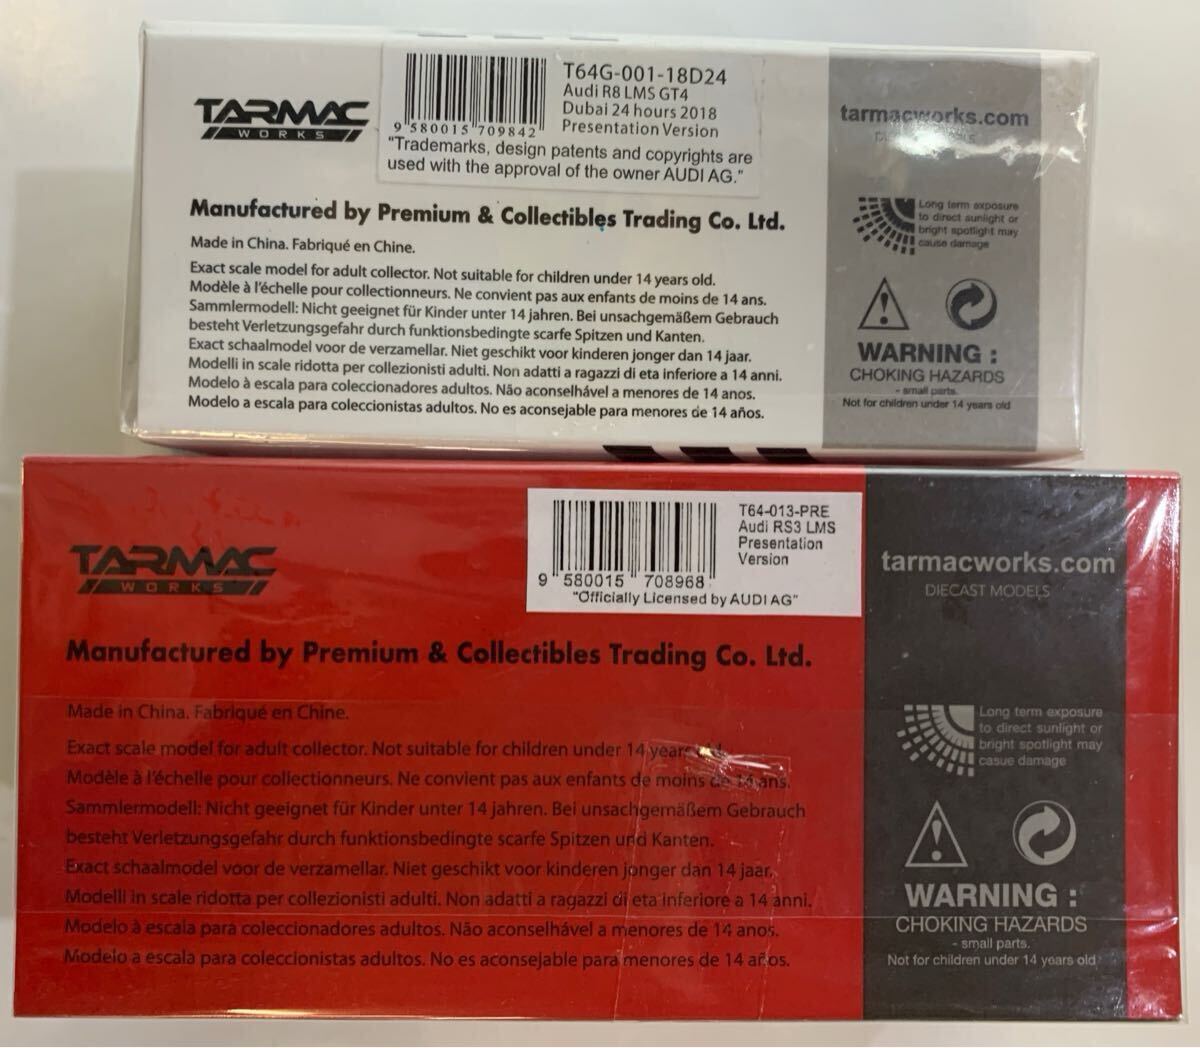 TARMAC
WORKS
9 580015 709842
T64G-001-18D24
Audi R8 LMS GT4
Dubai 24 hours 2018
Presentation Version
"Trademarks, design patents and copyrights are
used with the approval of the owner AUDI AG."
Manufactured by Premium & Collectibles Trading Co. Ltd.
Made in China. Fabriqué en Chine.
Exact scale model for adult collector. Not suitable for children under 14 years old.
Modèle à l'échelle pour collectionneurs. Ne convient pas aux enfants de moins de 14 ans.
Sammlermodell: Nicht geeignet für Kinder unter 14 jahren. Bei unsachgemäßem Gebrauch
besteht Verletzungsgefahr durch funktionsbedingte scarfe Spitzen und Kanten.
Exact schaalmodel voor de verzamellar. Niet geschikt voor kinderen jonger dan 14 jaar.
Modelli in scale ridotta per collezionisti adulti. Non adatti a ragazzi di eta inferiore a 14 anni.
Modelo à escala para coleccionadores adultos. Não aconselhável a menores de 14 anos.
Modelo a escala para coleccionistas adultos. No es aconsejable para menores de 14 años.
tarmacworks.com
Long term exposure
to direct sunlight or
bright spotlight may
cause damage
WARNING :
CHOKING HAZARDS
- small parts.
Not for children under 14 years old
TARMAC
WORKS
9 580015 708968
T64-013-PRE
Audi RS3 LMS
Presentation
Version
"Officially Licensed by AUDI AG"
Manufactured by Premium & Collectibles Trading Co. Ltd.
Made in China. Fabriqué en Chine.
Exact scale model for adult collector. Not suitable for children under 14 years old.
Modèle à l'échelle pour collectionneurs. Ne convient pas aux enfants de moins de 14 ans.
Sammlermodell: Nicht geeignet für Kinder unter 14 jahren. Bei unsachgemäßem Gebrauch
besteht Verletzungsgefahr durch funktionsbedingte scarfe Spitzen und Kanten.
Exact schaalmodel voor de verzamellar. Niet geschikt voor kinderen jonger dan 14 jaar.
Modelli in scale ridotta per collezionisti adulti. Non adatti a ragazzi di eta inferiore a 14 anni.
Modelo à escala para coleccionadores adultos. Não aconselhável a menores de 14 anos.
Modelo a escala para coleccionistas adultos. No es aconsejable para menores de 14 años.
tarmacworks.com
DIECAST MODELS
Long term exposure
to direct sunlight or
bright spotlight may
casue damage
WARNING :
CHOKING HAZARDS
- small parts.
Not for children under 14 years old